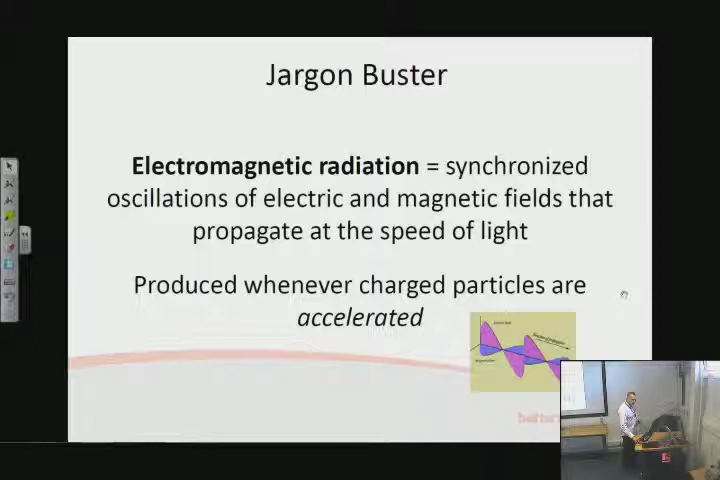 Jargon Buster
Electromagnetic radiation = synchronized
oscillations of electric and magnetic fields that
propagate at the speed of light
Produced whenever charged particles are
accelerated